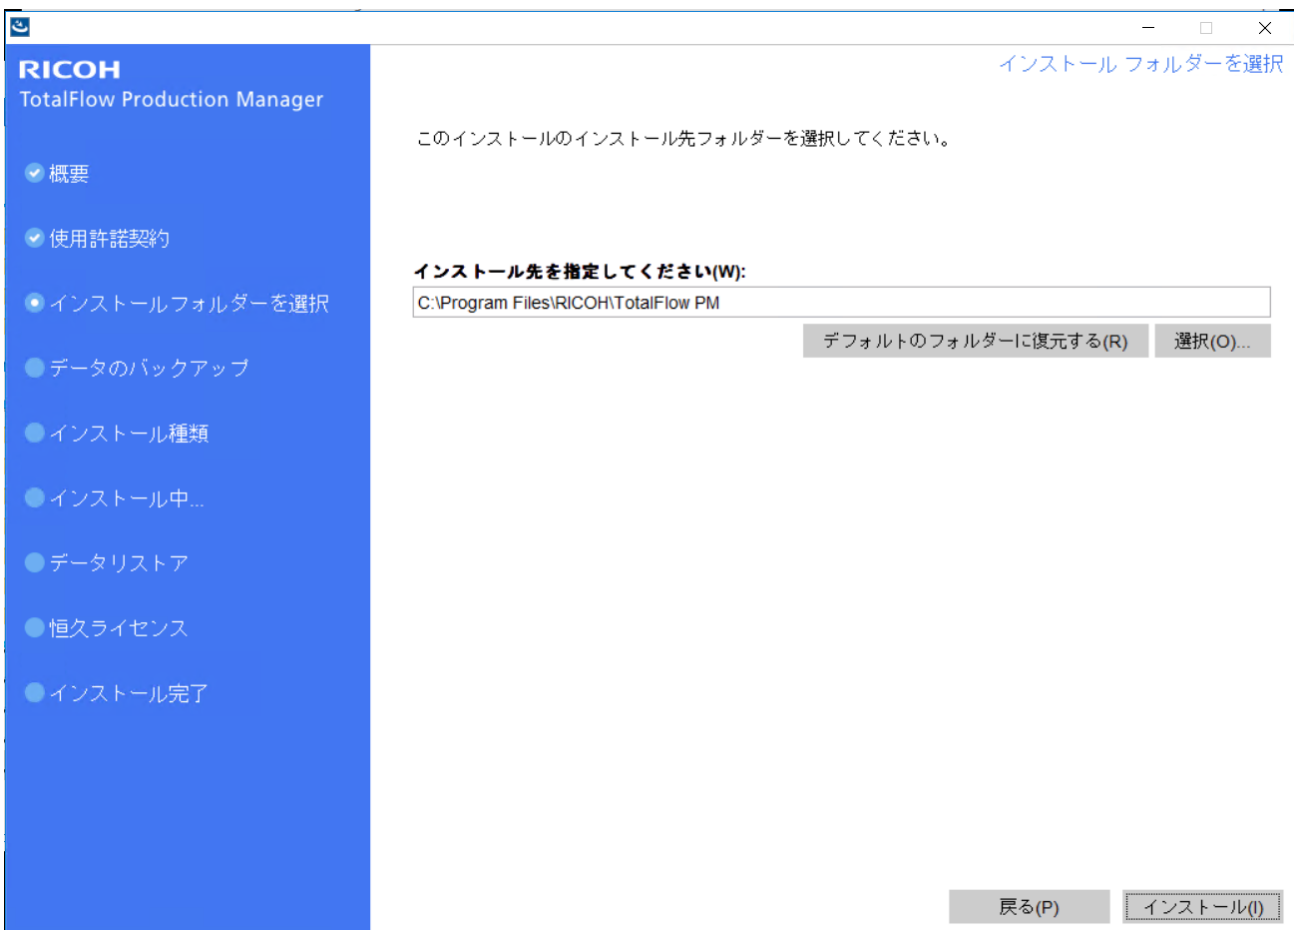 RICOH
TotalFlow Production Manager
概要
使用許諾契約
インストールフォルダーを選択
データのバックアップ
インストール種類
インストール中...
データリストア
恒久ライセンス
インストール完了
インストール フォルダーを選択
このインストールのインストール先フォルダーを選択してください。
インストール先を指定してください(W):
C:\Program Files\RICOH\TotalFlow PM
デフォルトのフォルダーに復元する(R) 選択(O)...
戻る(P) インストール(I)